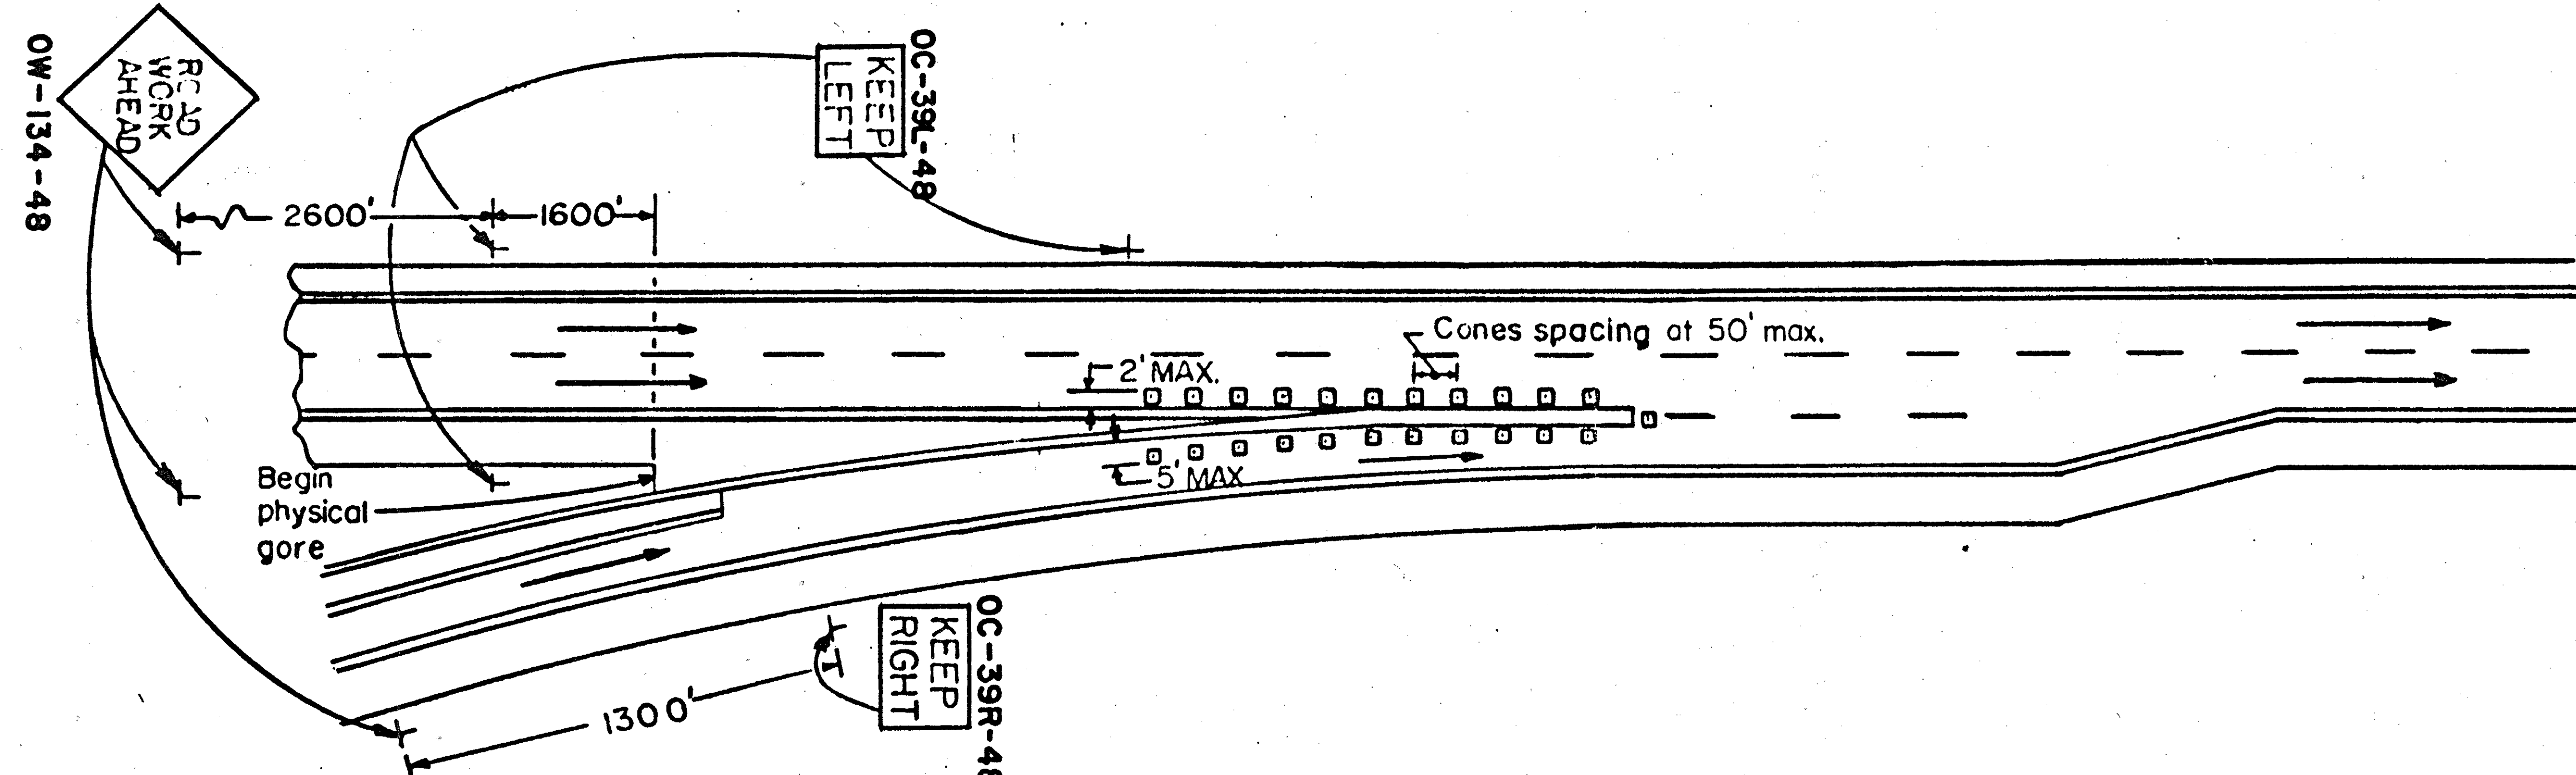 OW-134-48
ROAD
WORK
AHEAD
OC-39L-48
KEEP
LEFT
2600'
1600'
Cones spacing at 50' max.
2' MAX.
5' MAX
Begin
physical
gore
OC-39R-48
KEEP
RIGHT
1300'